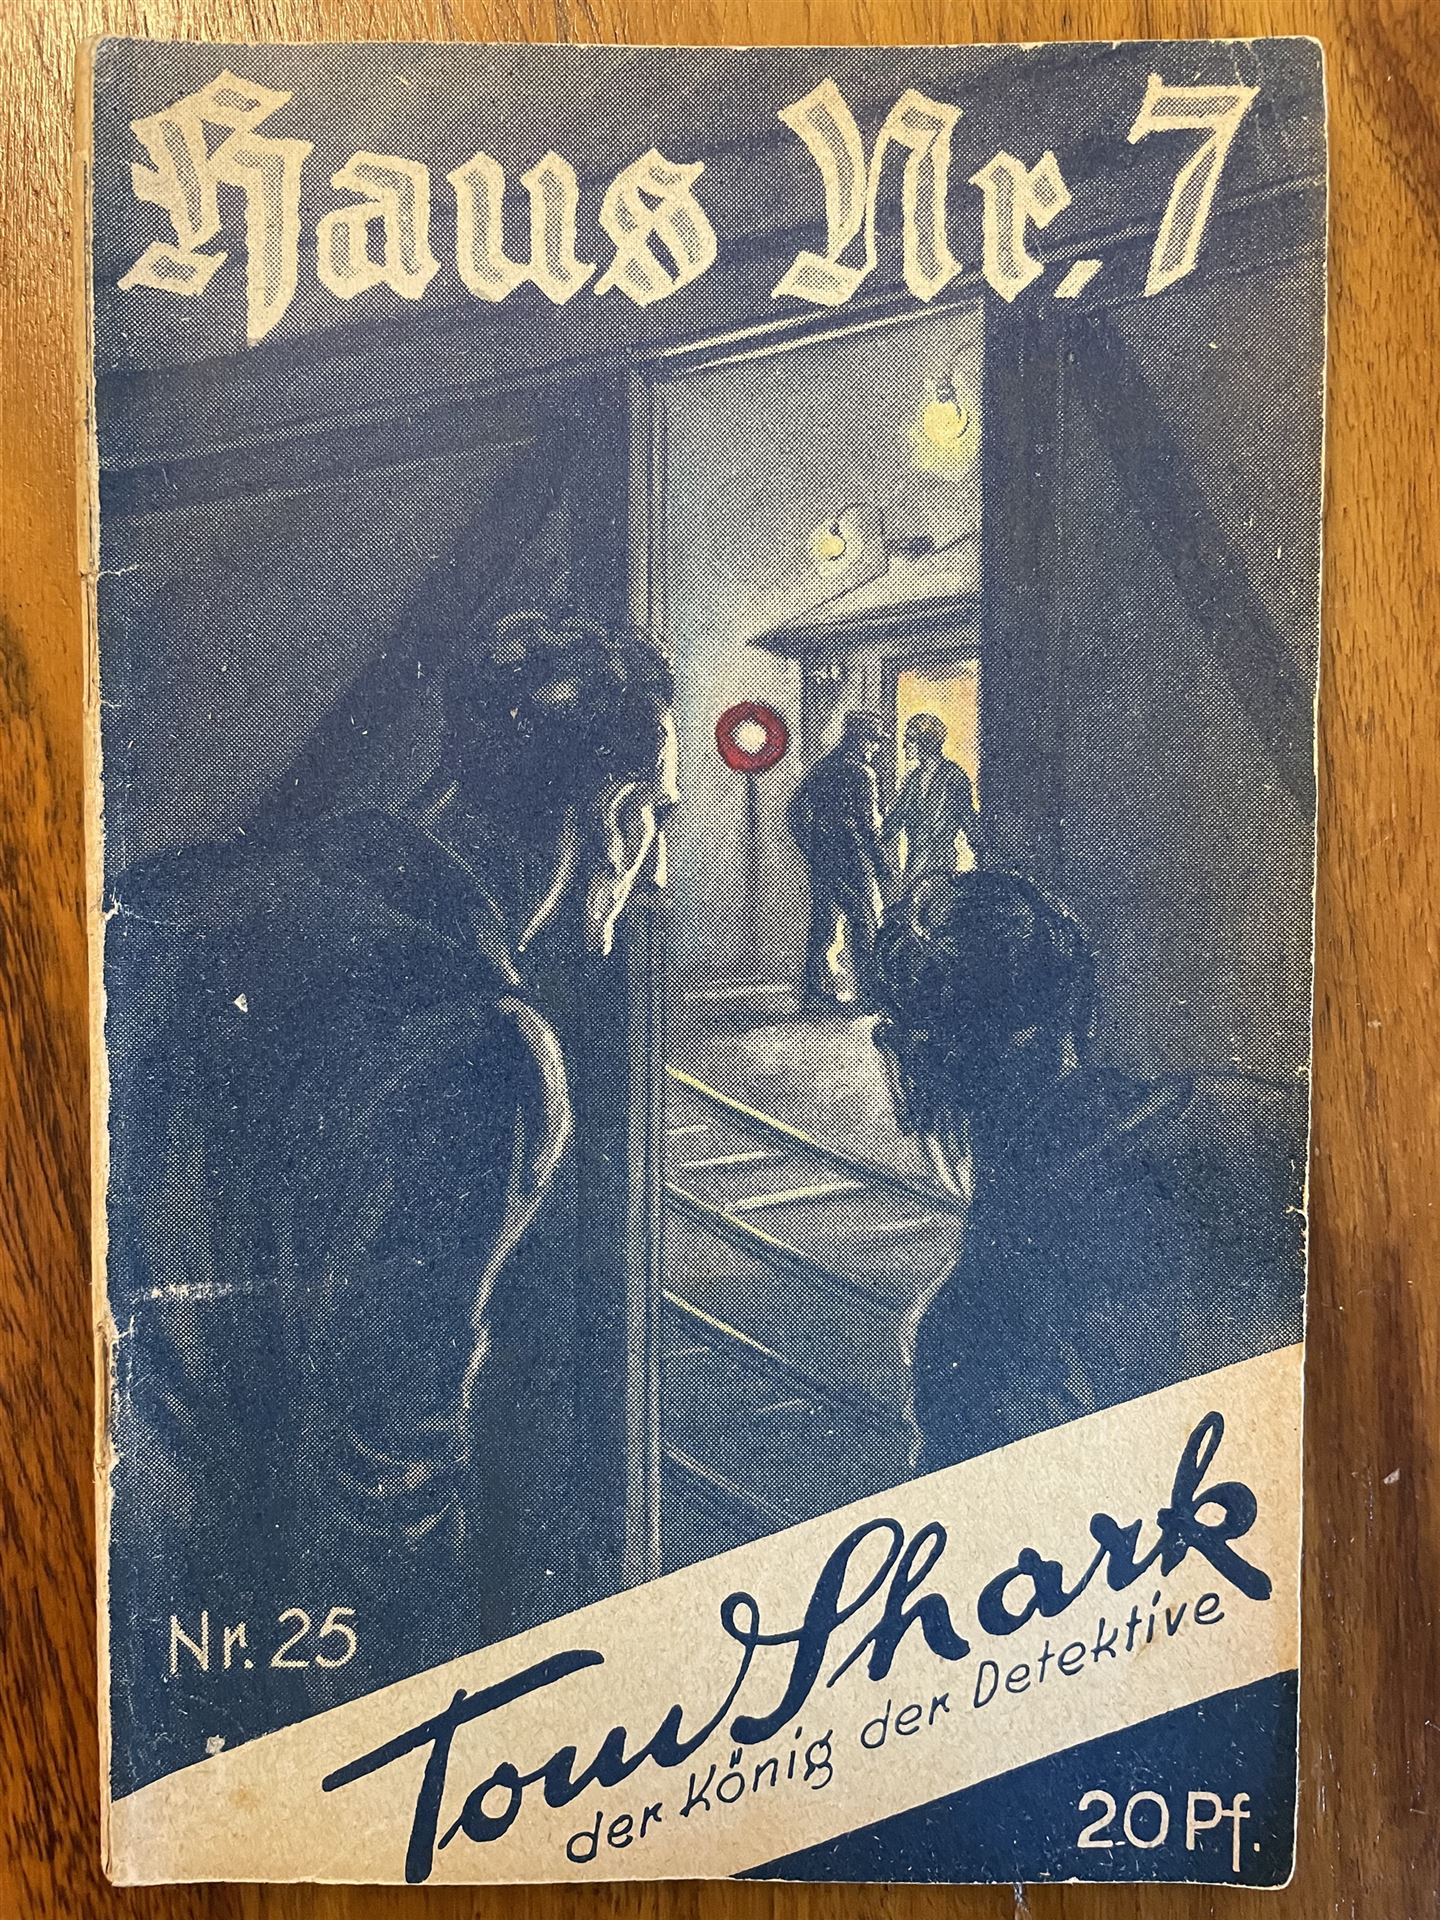 Haus Nr. 7
Nr. 25
Tom Shark
der König der Detektive
20 Pf.